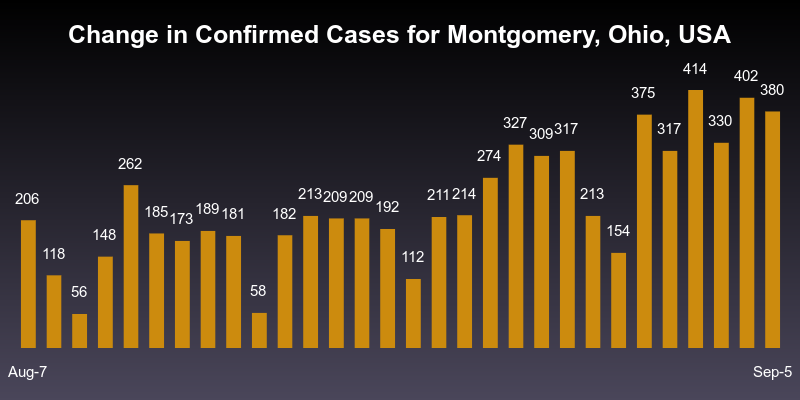 Change in Confirmed Cases for Montgomery, Ohio, USA
206 118 56 148 262 185 173 189 181 58 182 213 209 209 192 112 211 214 274 327 309 317 213 154 375 317 414 330 402 380
Aug-7 Sep-5